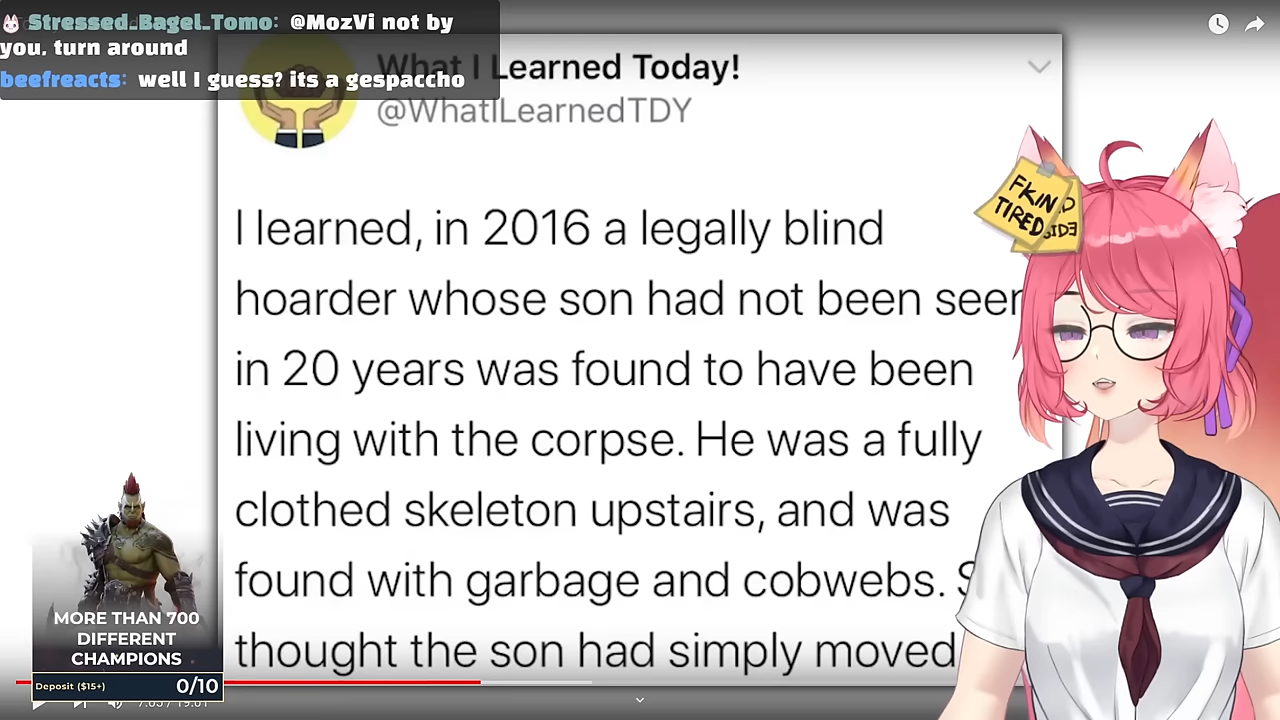 Stressed_Bagel_Tomo: @MozVi not by
you. turn around
beefreacts: well I guess? its a gespaccho
What I Learned Today!
@WhatILearnedTDY
FKIN
TIRED
SIDE
I learned, in 2016 a legally blind
hoarder whose son had not been seen
in 20 years was found to have been
living with the corpse. He was a fully
clothed skeleton upstairs, and was
found with garbage and cobwebs. S
thought the son had simply moved
MORE THAN 700
DIFFERENT
CHAMPIONS
Deposit ($15+) 0/10